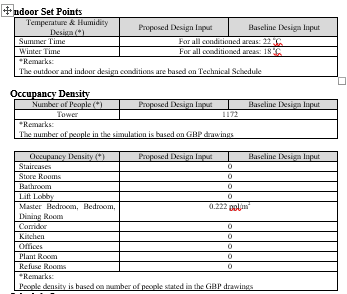 ndoor Set Points
Temperature & Humidity Design (*) Proposed Design Input Baseline Design Input
Summer Time For all conditioned areas: 22˚C
Winter Time For all conditioned areas: 18˚C
*Remarks:
The outdoor and indoor design conditions are based on Technical Schedule
Occupancy Density
Number of People (*) Proposed Design Input Baseline Design Input
Tower 1172
*Remarks:
The number of people in the simulation is based on GBP drawings
Occupancy Density (*) Proposed Design Input Baseline Design Input
Staircases 0
Store Rooms 0
Bathroom 0
Lift Lobby 0
Master Bedroom, Bedroom, 0.222 ppl/m²
Dining Room
Corridor 0
Kitchen 0
Offices 0
Plant Room 0
Refuse Rooms 0
*Remarks:
People density is based on number of people stated in the GBP drawings